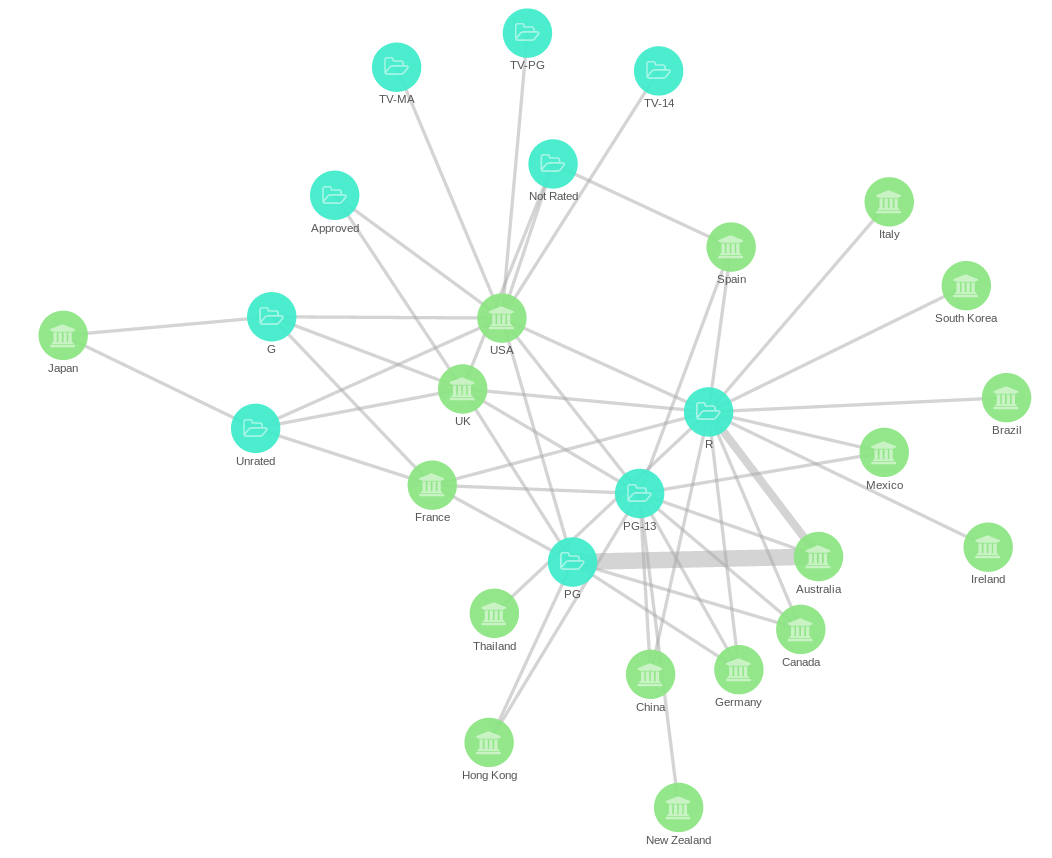 TV-PG
TV-MA
TV-14
Not Rated
Approved
Italy
Spain
South Korea
G
USA
Japan
UK
Brazil
R
Unrated
Mexico
France
PG-13
Ireland
Australia
PG
Thailand
Canada
Germany
China
Hong Kong
New Zealand